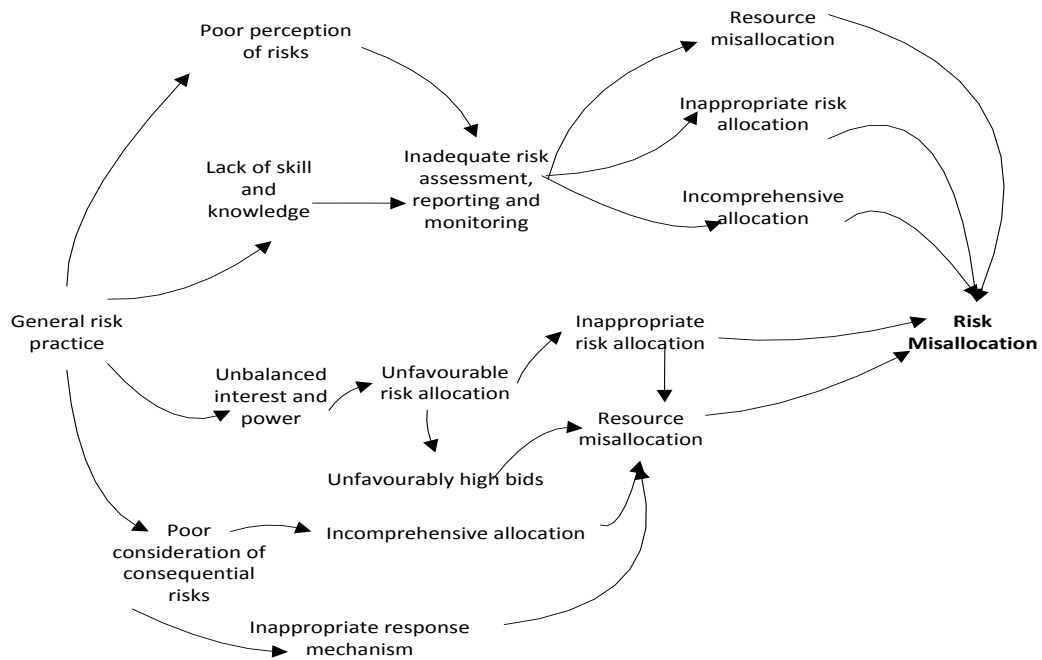 Poor perception
of risks
Resource
misallocation
Inappropriate risk
allocation
Lack of skill
and
knowledge
Inadequate risk
assessment,
reporting and
monitoring
Incomprehensive
allocation
General risk
practice
Inappropriate
risk allocation
Risk
Misallocation
Unbalanced
interest and
power
Unfavourable
risk allocation
Resource
misallocation
Unfavourably high bids
Poor
consideration of
consequential
risks
Incomprehensive allocation
Inappropriate response
mechanism